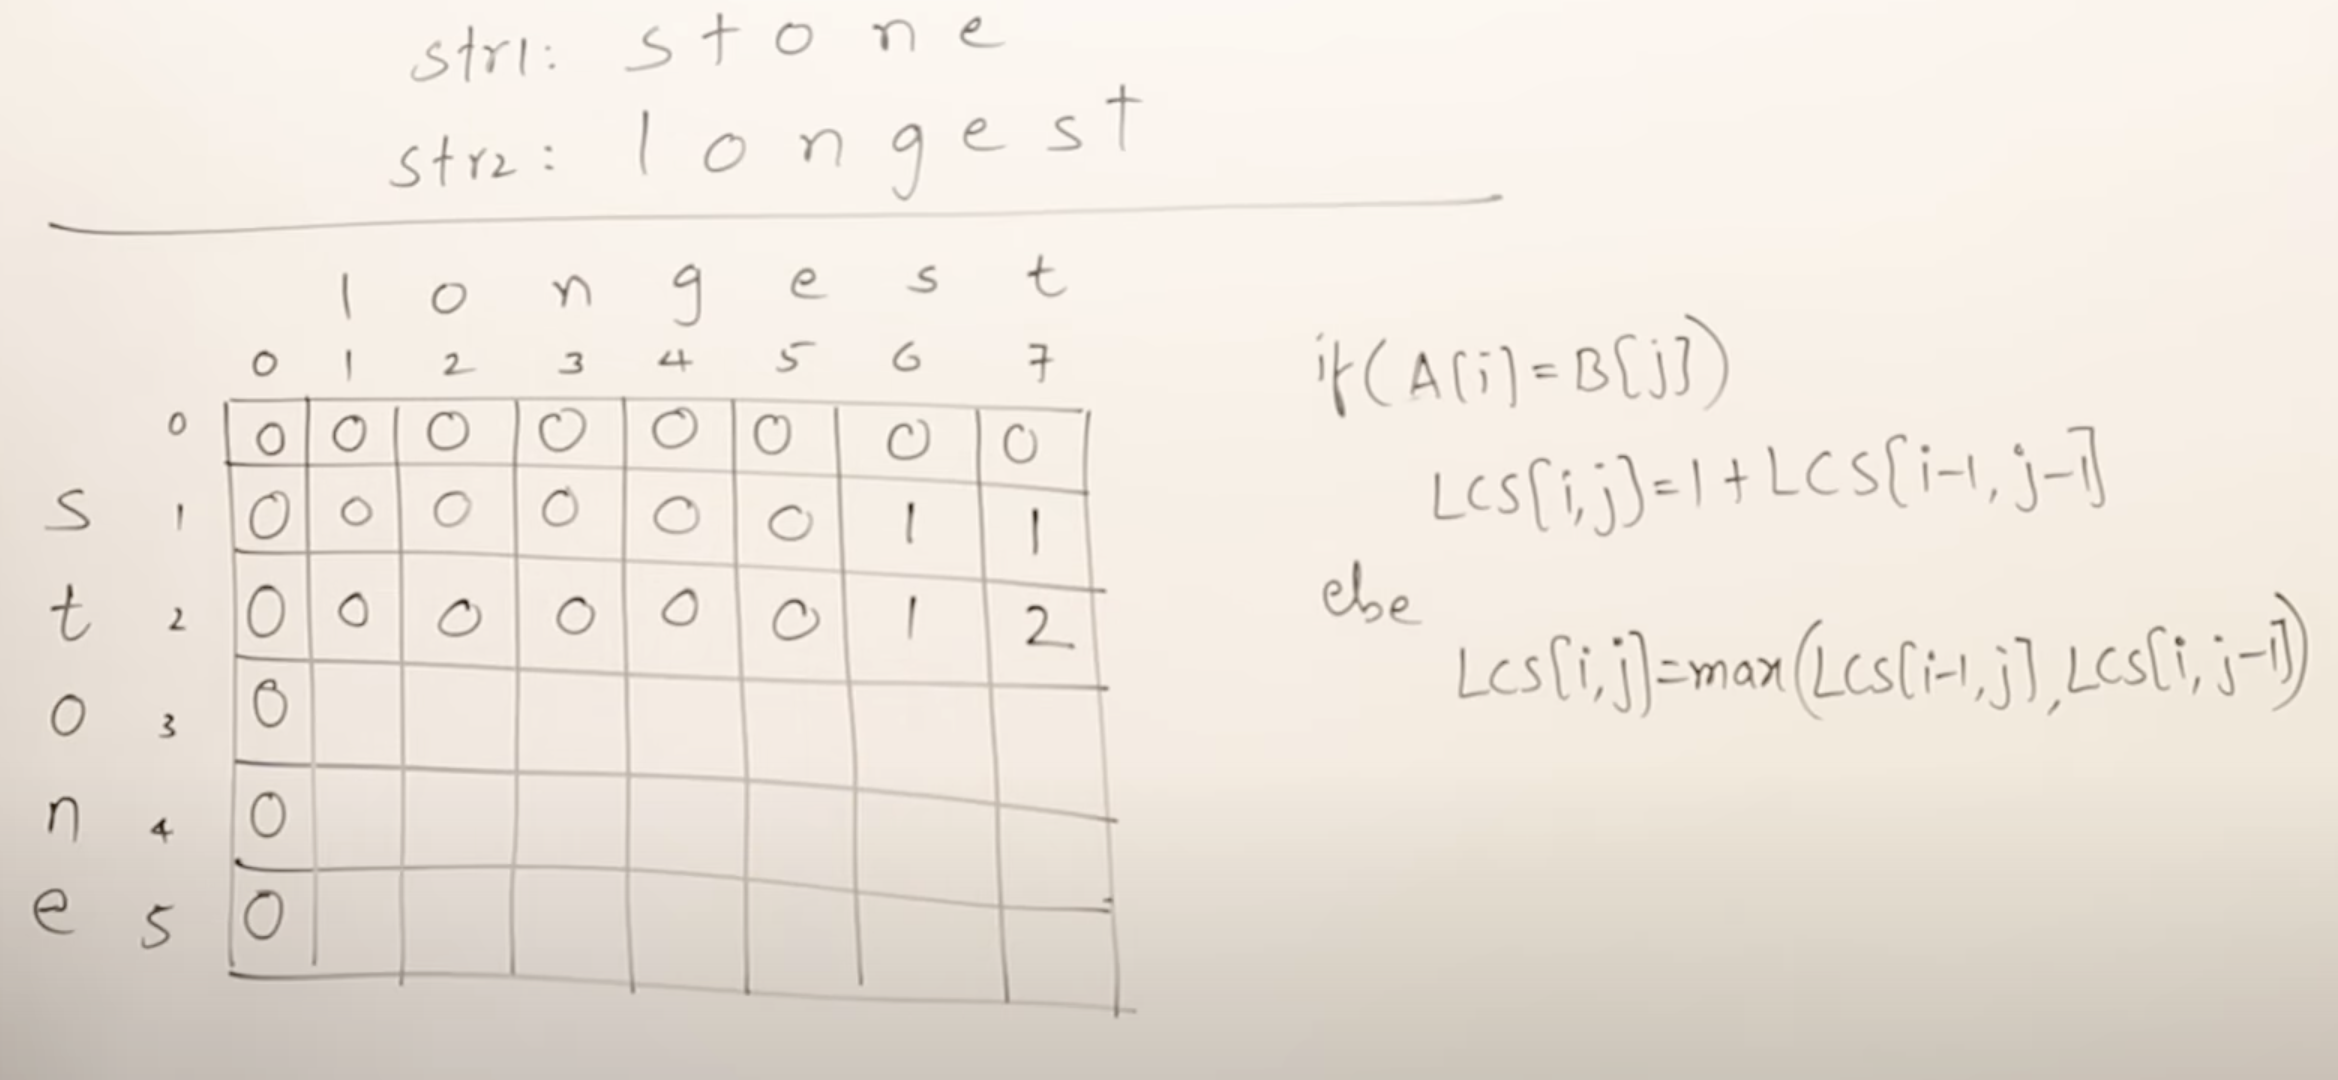 str1: s t o n e
str2: l o n g e s t
l o n g e s t
0 1 2 3 4 5 6 7
0 0 0 0 0 0 0 0 0
s 1 0 0 0 0 0 0 1 1
t 2 0 0 0 0 0 0 1 2
o 3 0
n 4 0
e 5 0
if(A[i]=B[j])
LCS[i,j]=1+LCS[i-1,j-1]
else
LCS[i,j]=max(LCS[i-1,j],LCS[i,j-1])